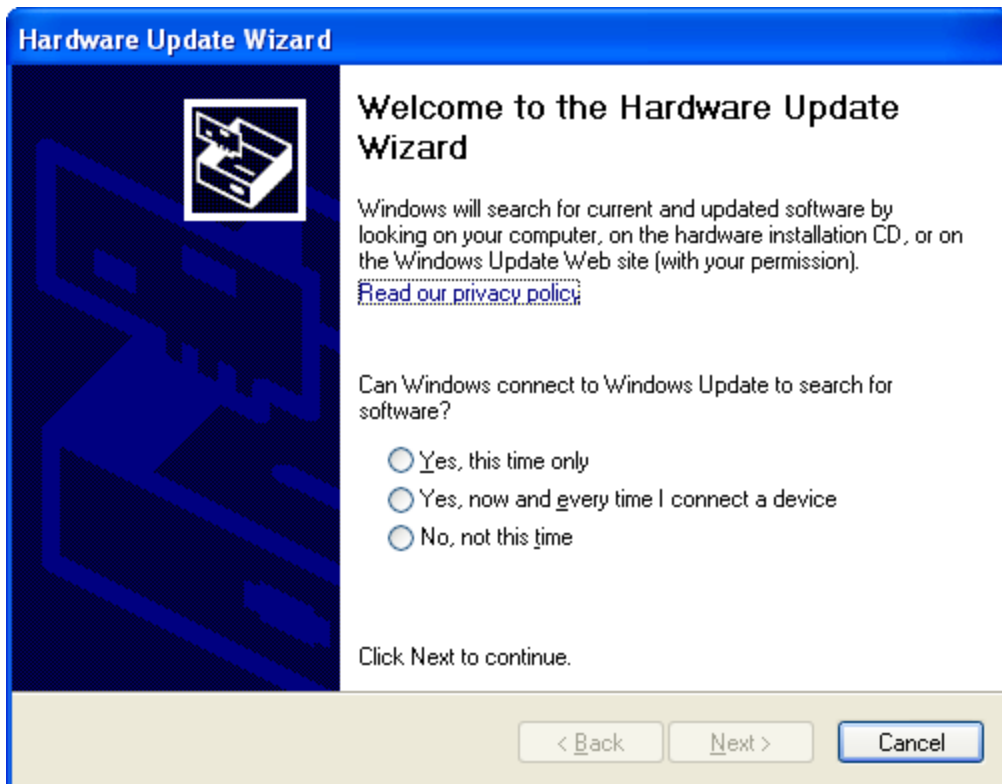 Hardware Update Wizard
Welcome to the Hardware Update
Wizard
Windows will search for current and updated software by
looking on your computer, on the hardware installation CD, or on
the Windows Update Web site (with your permission).
Read our privacy policy
Can Windows connect to Windows Update to search for
software?
Yes, this time only
Yes, now and every time I connect a device
No, not this time
Click Next to continue.
< Back Next > Cancel